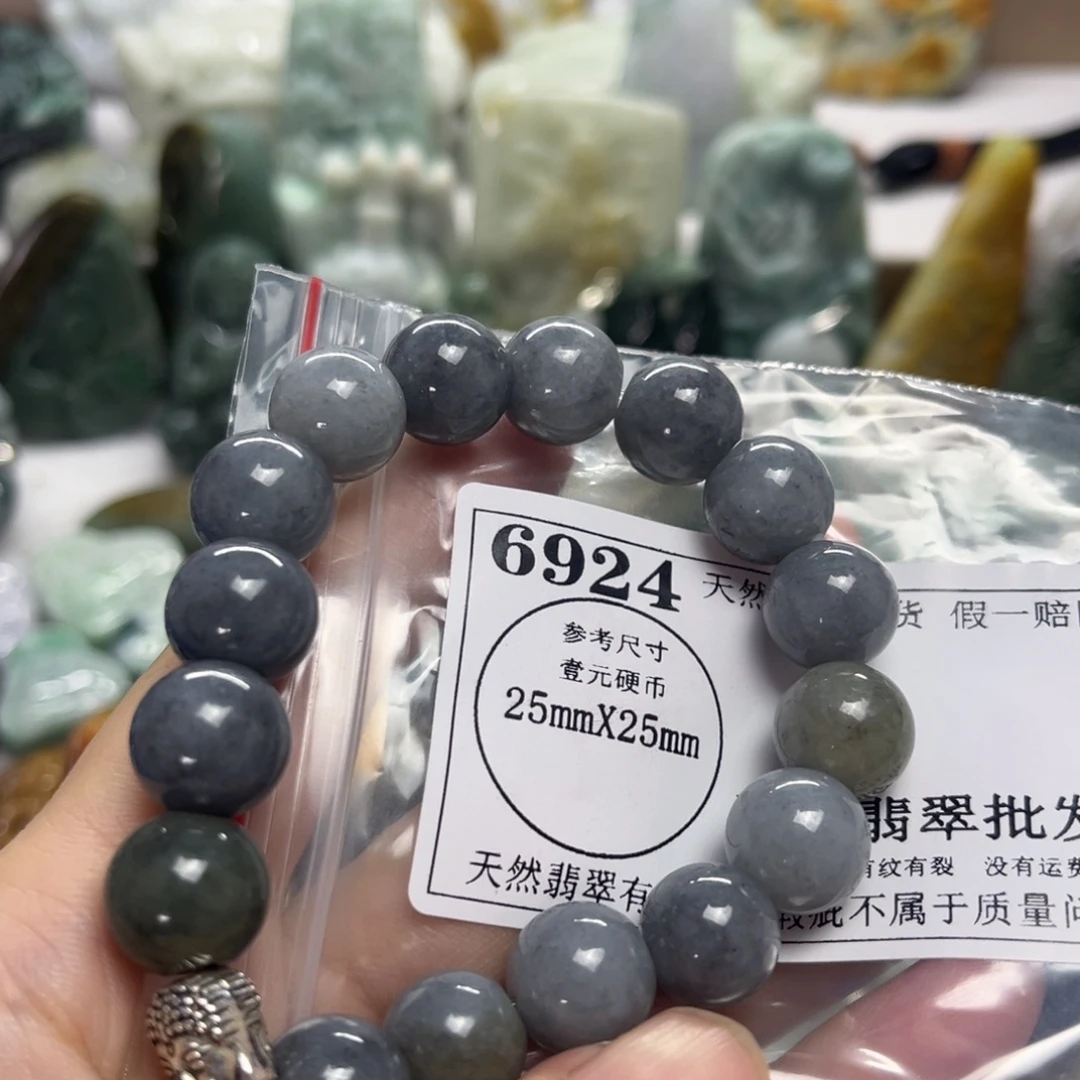 6924 天然
货 假一赔
参考尺寸
壹元硬币
25mmX25mm
翡翠批发
有纹有裂 没有运费
天然翡翠有
瑕疵不属于质量问